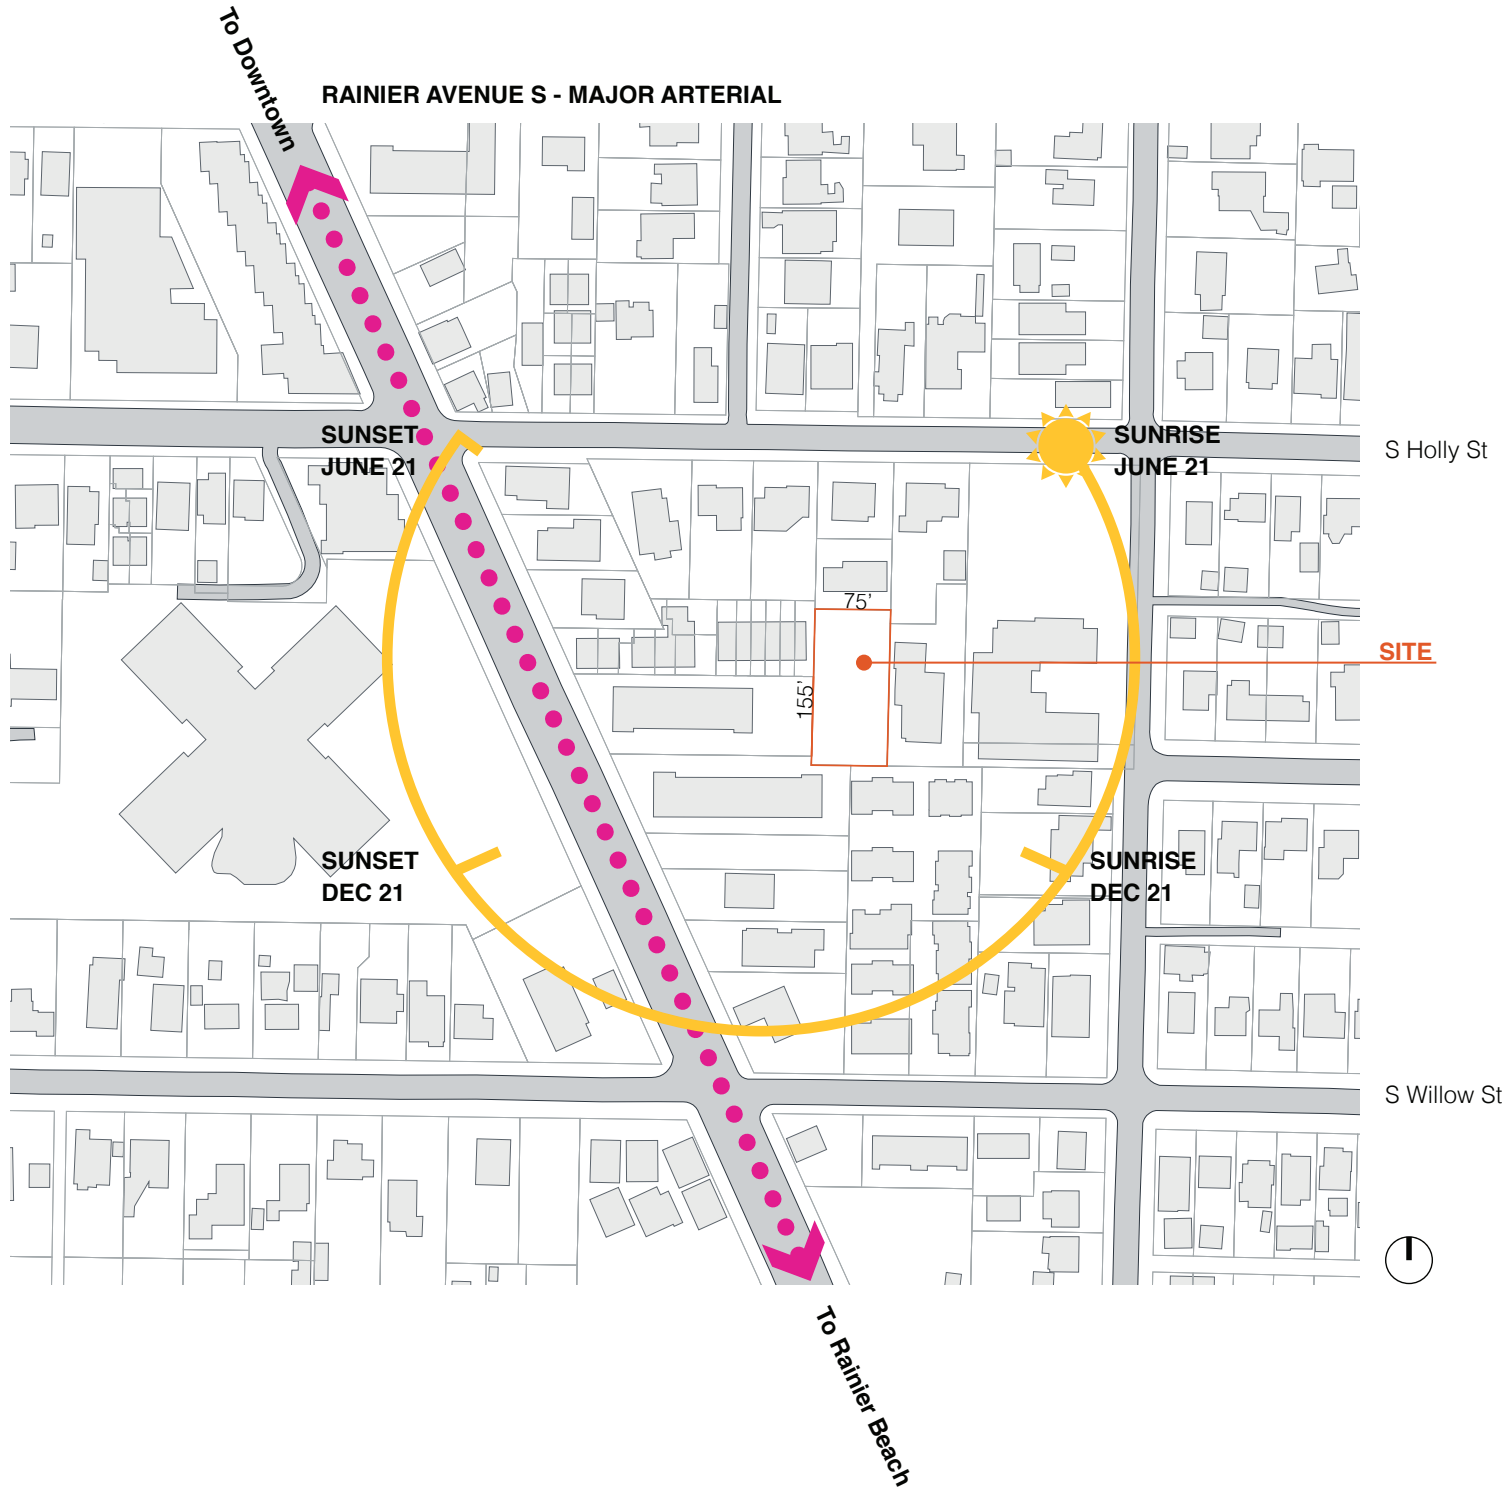 To Downtown
RAINIER AVENUE S - MAJOR ARTERIAL
SUNSET
JUNE 21
SUNRISE
JUNE 21
S Holly St
75’
SITE
155’
SUNSET
DEC 21
SUNRISE
DEC 21
S Willow St
To Rainier Beach